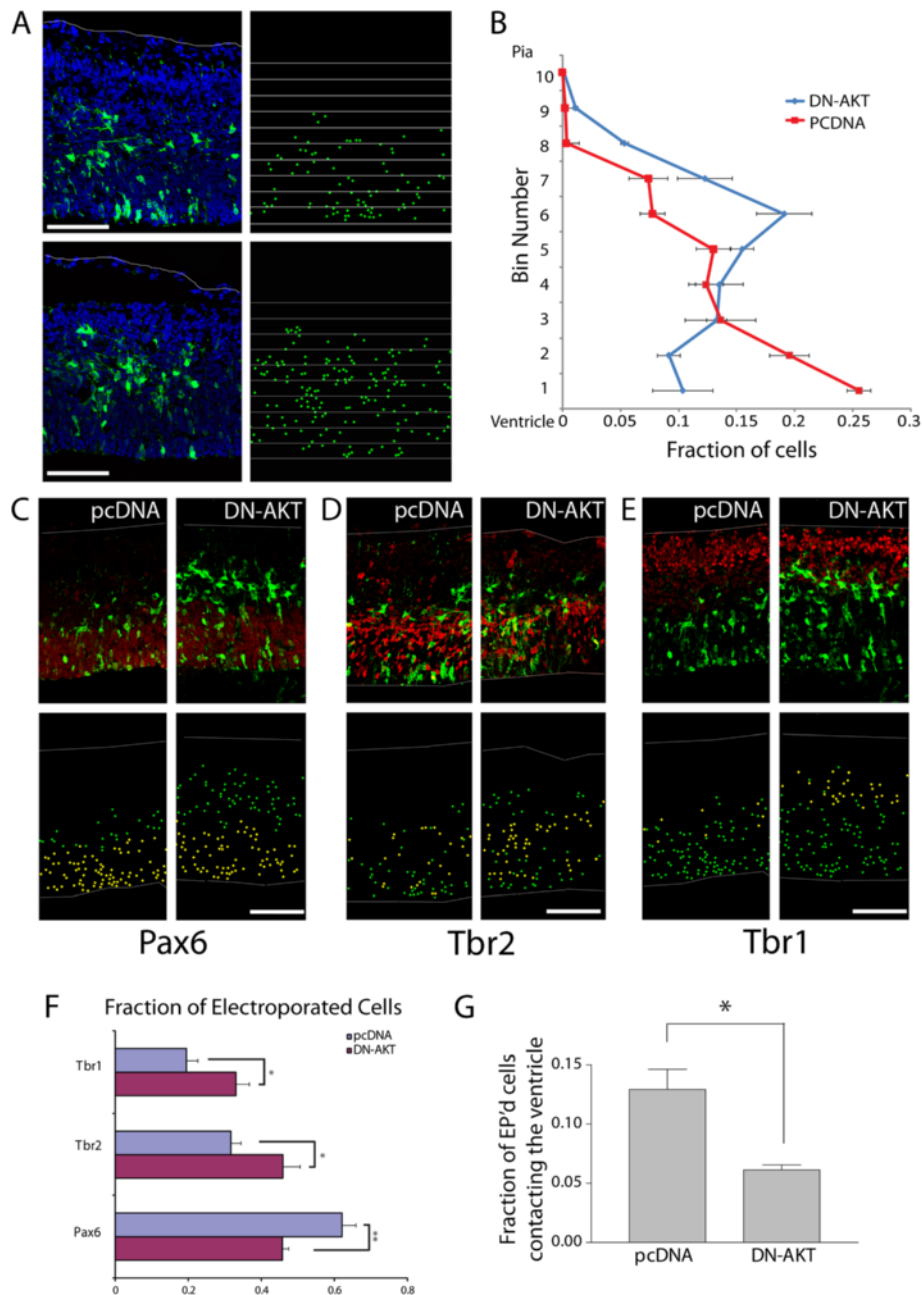 A
B
Pia
10
9
8
7
6
5
4
3
2
1
Ventricle
Bin Number
DN-AKT
PCDNA
0
0.05
0.1
0.15
0.2
0.25
0.3
Fraction of cells
C
pcDNA
DN-AKT
D
pcDNA
DN-AKT
E
pcDNA
DN-AKT
Pax6
Tbr2
Tbr1
F
Fraction of Electroporated Cells
pcDNA
DN-AKT
Tbr1
*
Tbr2
*
Pax6
**
0
0.2
0.4
0.6
0.8
G
*
Fraction of EP'd cells
contacting the ventricle
0.15
0.10
0.05
0.00
pcDNA
DN-AKT